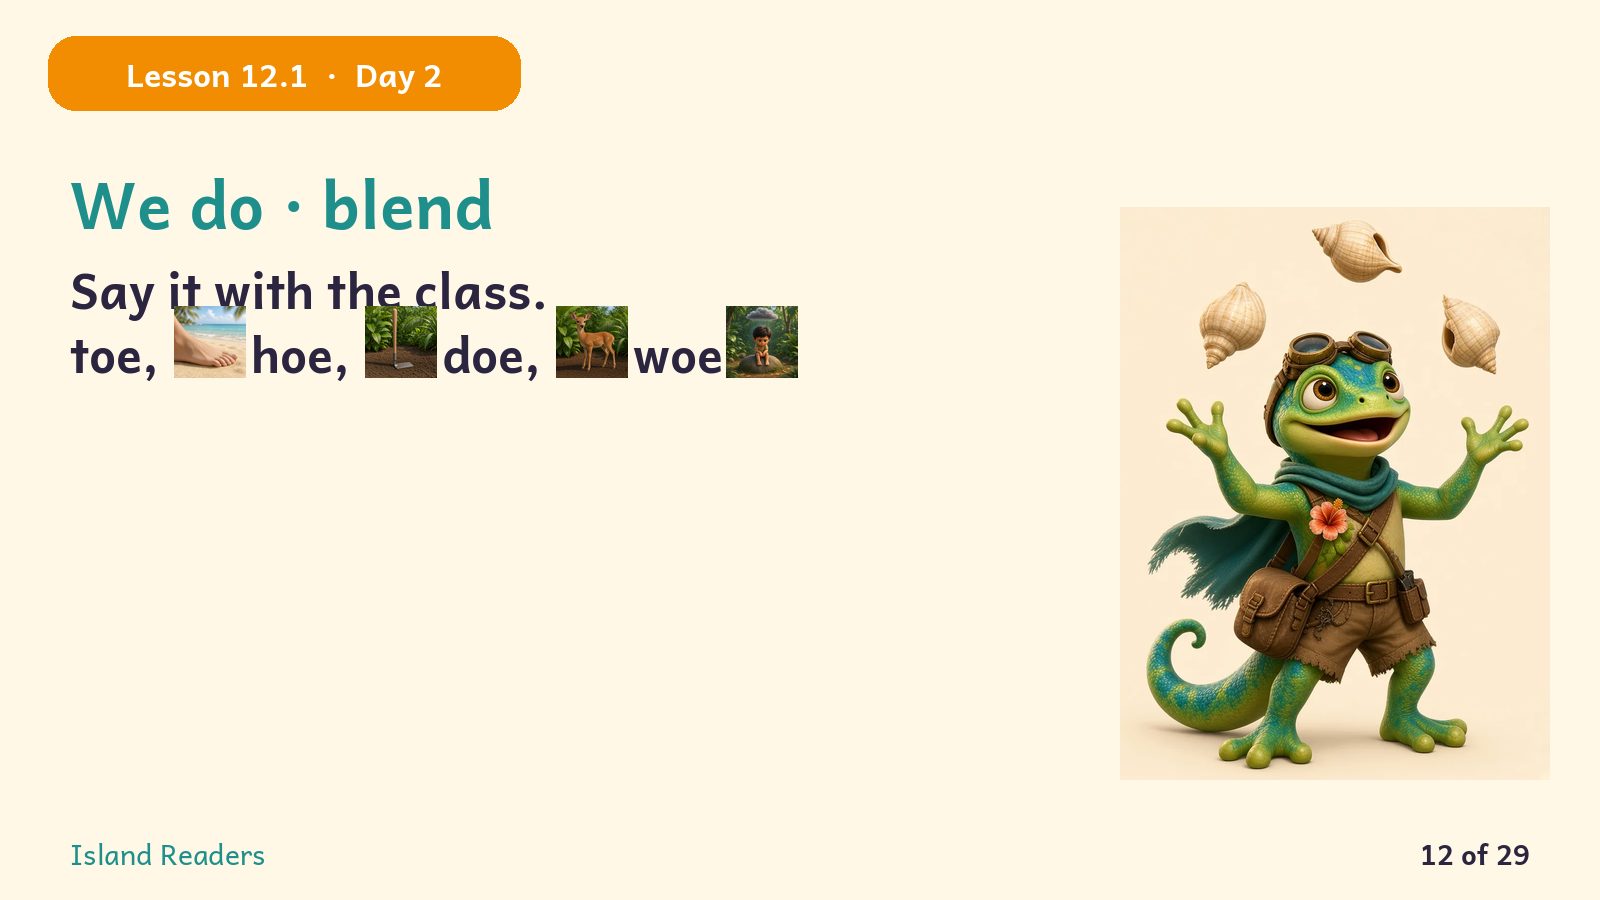 Lesson 12.1 · Day 2
We do · blend
Say it with the class.
toe, hoe, doe, woe
Island Readers
12 of 29